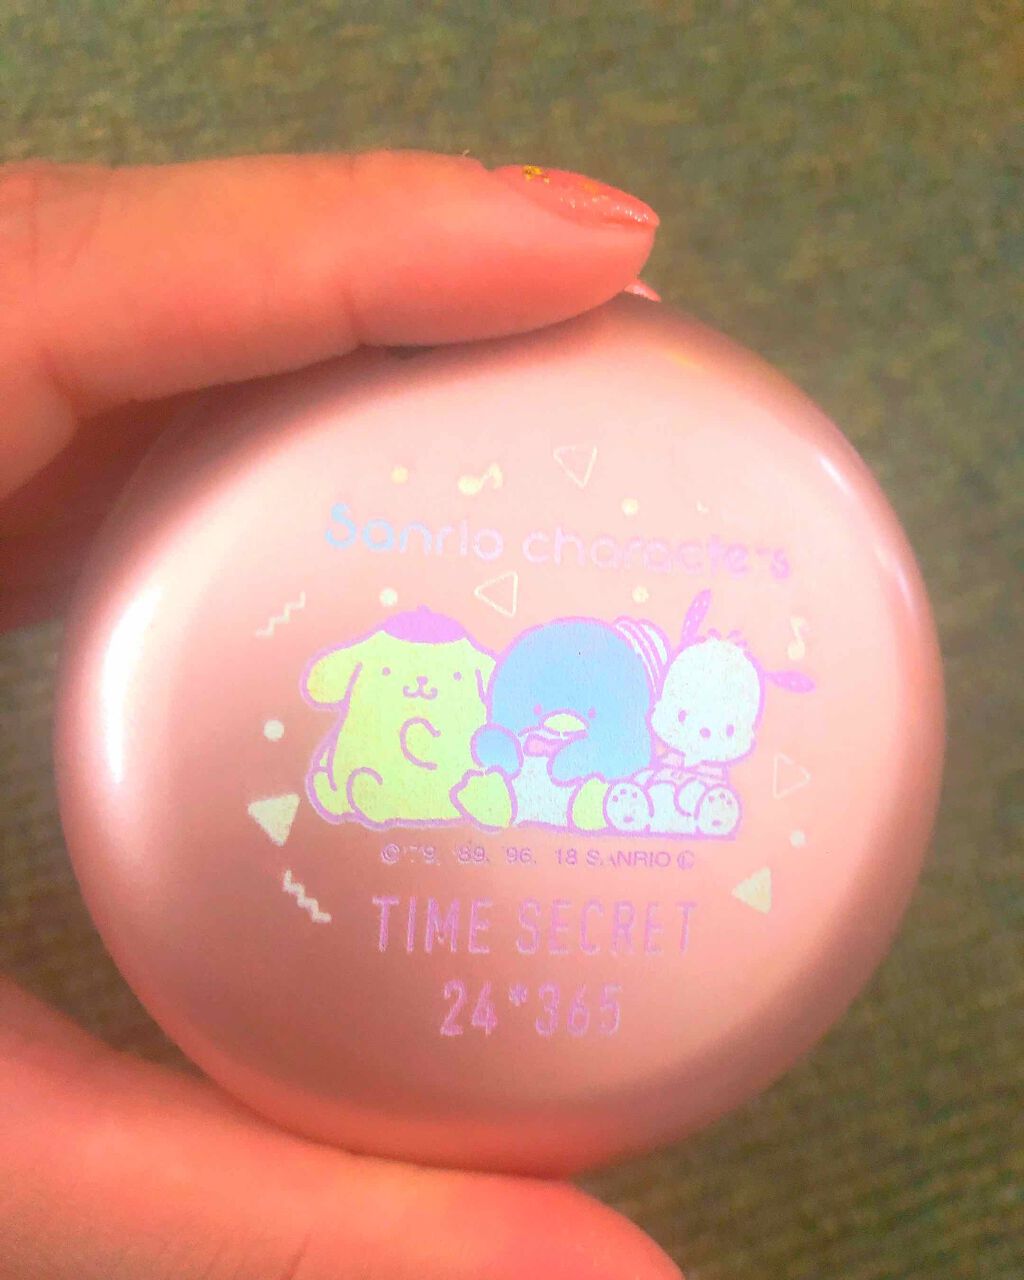 Sanrio characters
© '79, '89, '96, '18 SANRIO Ⓛ
TIME SECRET
24*365